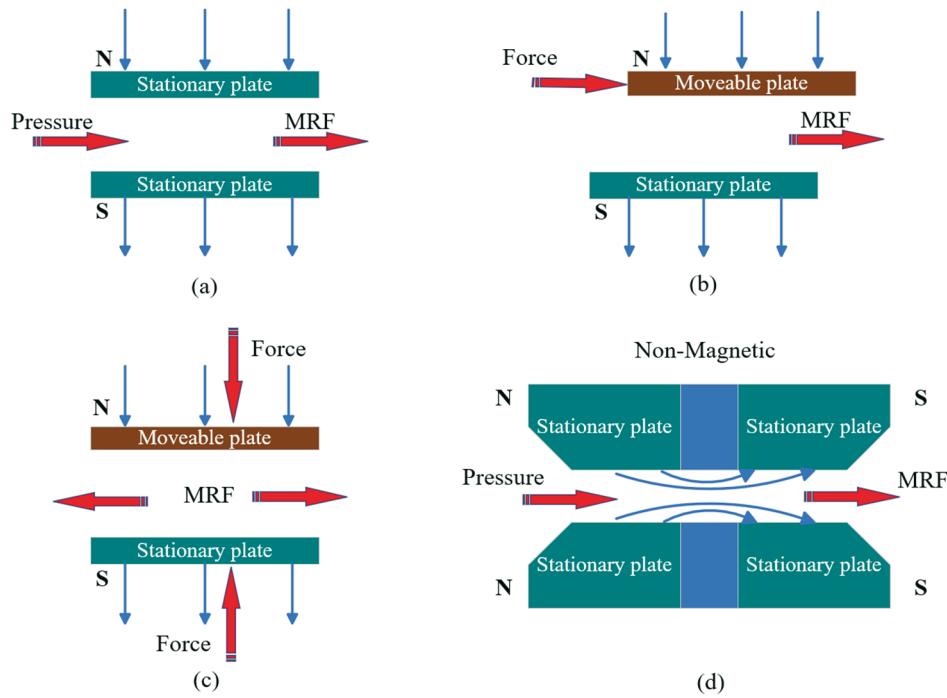 N
Stationary plate
Pressure
MRF
Stationary plate
S
(a)
Force
N
Moveable plate
MRF
Stationary plate
S
(b)
Force
N
Moveable plate
MRF
Stationary plate
S
Force
(c)
Non-Magnetic
N
S
Stationary plate
Stationary plate
Pressure
MRF
Stationary plate
Stationary plate
N
S
(d)